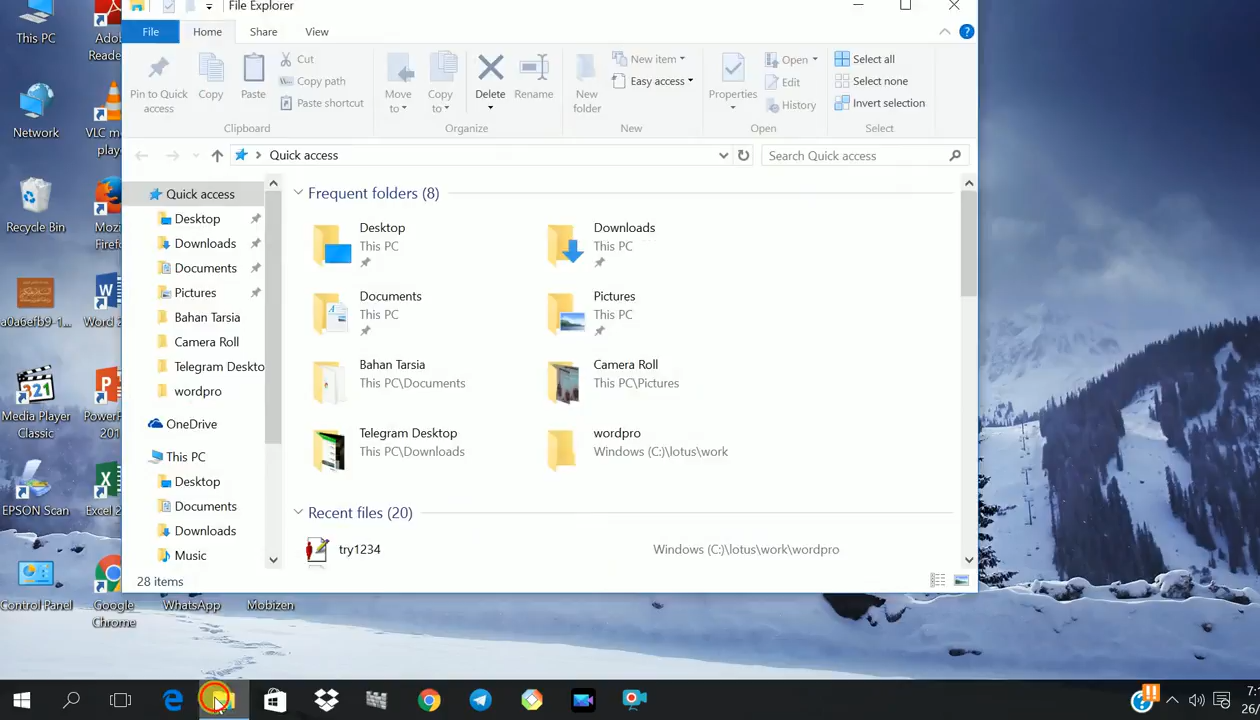 File Explorer
File
Home
Share
View
Pin to Quick access
Copy
Paste
Cut
Copy path
Paste shortcut
Clipboard
Move to
Copy to
Delete
Rename
Organize
New folder
New item
Easy access
New
Properties
Open
Edit
History
Open
Select all
Select none
Invert selection
Select
Quick access
Search Quick access
Quick access
Desktop
Downloads
Documents
Pictures
Bahan Tarsia
Camera Roll
Telegram Deskto
wordpro
OneDrive
This PC
Desktop
Documents
Downloads
Music
Frequent folders (8)
Desktop
This PC
Downloads
This PC
Documents
This PC
Pictures
This PC
Bahan Tarsia
This PC\Documents
Camera Roll
This PC\Pictures
Telegram Desktop
This PC\Downloads
wordpro
Windows (C:)\lotus\work
Recent files (20)
try1234
Windows (C:)\lotus\work\wordpro
28 items
This PC
Network
Recycle Bin
a0a6efb9-1...
Media Player Classic
EPSON Scan
Control Panel
Ado
Reade
VLC m
play
Mozi
Firef
Word 2
PowerP
201
Excel 2
Google Chrome
WhatsApp
Mobizen
7:
26/